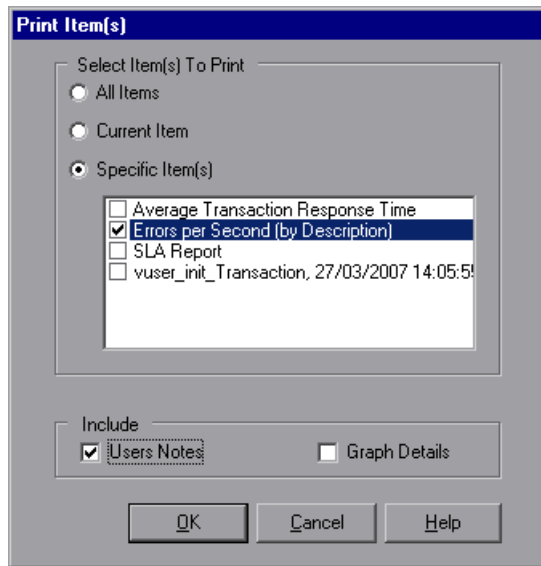 Print Item(s)
Select Item(s) To Print
All Items
Current Item
Specific Item(s)
Average Transaction Response Time
Errors per Second (by Description)
SLA Report
vuser_init_Transaction, 27/03/2007 14:05:55
Include
Users Notes Graph Details
OK Cancel Help